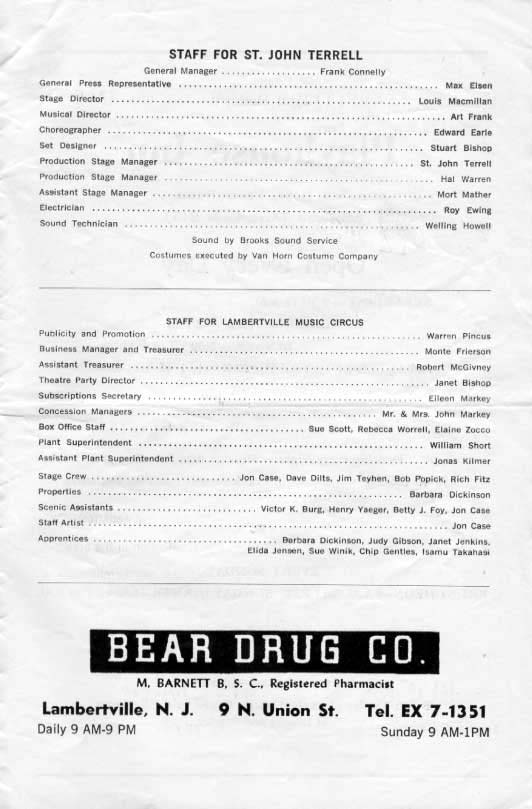 STAFF FOR ST. JOHN TERRELL
General Manager ................... Frank Connelly
General Press Representative .................................................. Max Eisen
Stage Director ............................................................ Louis Macmillan
Musical Director .................................................................. Art Frank
Choreographer ................................................................ Edward Earle
Set Designer ................................................................ Stuart Bishop
Production Stage Manager .................................................. St. John Terrell
Production Stage Manager ...................................................... Hal Warren
Assistant Stage Manager ........................................................ Mort Mather
Electrician ..................................................................... Roy Ewing
Sound Technician ........................................................... Welling Howell
Sound by Brooks Sound Service
Costumes executed by Van Horn Costume Company
STAFF FOR LAMBERTVILLE MUSIC CIRCUS
Publicity and Promotion ...................................................... Warren Pincus
Business Manager and Treasurer .............................................. Monte Frierson
Assistant Treasurer ........................................................ Robert McGivney
Theatre Party Director .......................................................... Janet Bishop
Subscriptions Secretary ........................................................ Eileen Markey
Concession Managers ................................................ Mr. & Mrs. John Markey
Box Office Staff ....................................... Sue Scott, Rebecca Worrell, Elaine Zocco
Plant Superintendent .......................................................... William Short
Assistant Plant Superintendent .................................................. Jonas Kilmer
Stage Crew ............................. Jon Case, Dave Dilts, Jim Teyhen, Bob Popick, Rich Fitz
Properties ................................................................ Barbara Dickinson
Scenic Assistants ............................ Victor K. Burg, Henry Yaeger, Betty J. Foy, Jon Case
Staff Artist ........................................................................ Jon Case
Apprentices ..................................... Barbara Dickinson, Judy Gibson, Janet Jenkins,
Elida Jensen, Sue Winik, Chip Gentles, Isamu Takahasi
BEAR DRUG CO.
M. BARNETT B. S. C., Registered Pharmacist
Lambertville, N. J. 9 N. Union St. Tel. EX 7-1351
Daily 9 AM-9 PM Sunday 9 AM-1PM